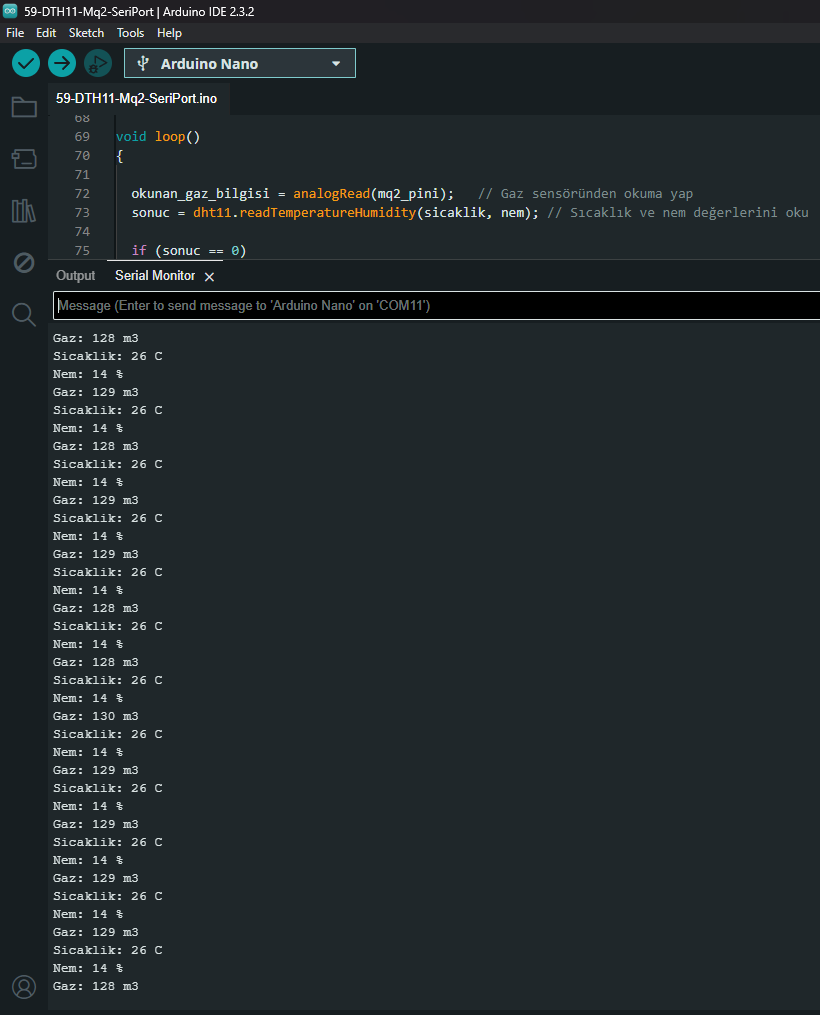 59-DTH11-Mq2-SeriPort | Arduino IDE 2.3.2
File Edit Sketch Tools Help
Arduino Nano
59-DTH11-Mq2-SeriPort.ino
68
69 void loop()
70 {
71
72 okunan_gaz_bilgisi = analogRead(mq2_pini); // Gaz sensöründen okuma yap
73 sonuc = dht11.readTemperatureHumidity(sicaklik, nem); // Sıcaklık ve nem değerlerini oku
74
75 if (sonuc == 0)
Output Serial Monitor
Message (Enter to send message to 'Arduino Nano' on 'COM11')
Gaz: 128 m3
Sicaklik: 26 C
Nem: 14 %
Gaz: 129 m3
Sicaklik: 26 C
Nem: 14 %
Gaz: 128 m3
Sicaklik: 26 C
Nem: 14 %
Gaz: 129 m3
Sicaklik: 26 C
Nem: 14 %
Gaz: 129 m3
Sicaklik: 26 C
Nem: 14 %
Gaz: 128 m3
Sicaklik: 26 C
Nem: 14 %
Gaz: 128 m3
Sicaklik: 26 C
Nem: 14 %
Gaz: 130 m3
Sicaklik: 26 C
Nem: 14 %
Gaz: 129 m3
Sicaklik: 26 C
Nem: 14 %
Gaz: 129 m3
Sicaklik: 26 C
Nem: 14 %
Gaz: 129 m3
Sicaklik: 26 C
Nem: 14 %
Gaz: 129 m3
Sicaklik: 26 C
Nem: 14 %
Gaz: 128 m3